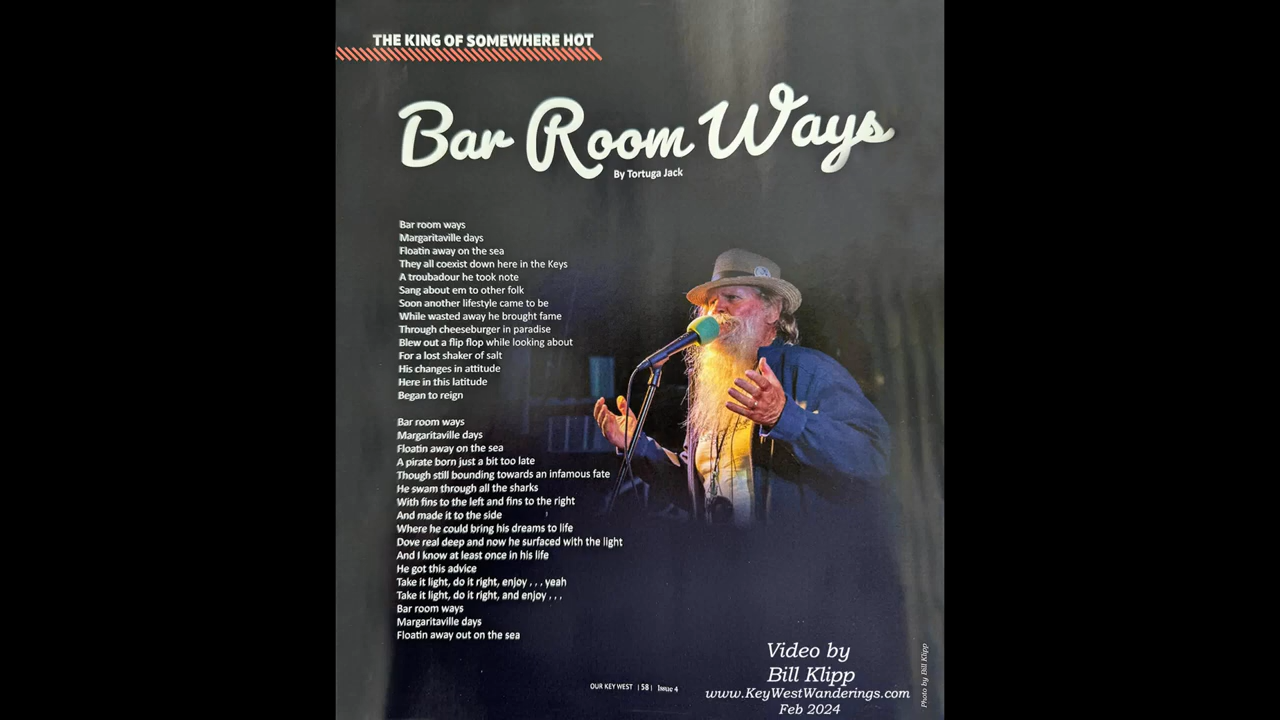 THE KING OF SOMEWHERE HOT
Bar Room Ways
By Tortuga Jack
Bar room ways
Margaritaville days
Floatin away on the sea
They all coexist down here in the Keys
A troubadour he took note
Sang about em to other folk
Soon another lifestyle came to be
While wasted away he brought fame
Through cheeseburger in paradise
Blew out a flip flop while looking about
For a lost shaker of salt
His changes in attitude
Here in this latitude
Began to reign
Bar room ways
Margaritaville days
Floatin away on the sea
A pirate born just a bit too late
Though still bounding towards an infamous fate
He swam through all the sharks
With fins to the left and fins to the right
And made it to the side
Where he could bring his dreams to life
Dove real deep and now he surfaced with the light
And I know at least once in his life
He got this advice
Take it light, do it right, enjoy . . . yeah
Take it light, do it right, and enjoy . . .
Bar room ways
Margaritaville days
Floatin away out on the sea
OUR KEY WEST | 58 | Issue 4
Video by
Bill Klipp
www.KeyWestWanderings.com
Feb 2024
Photo by Bill Klipp